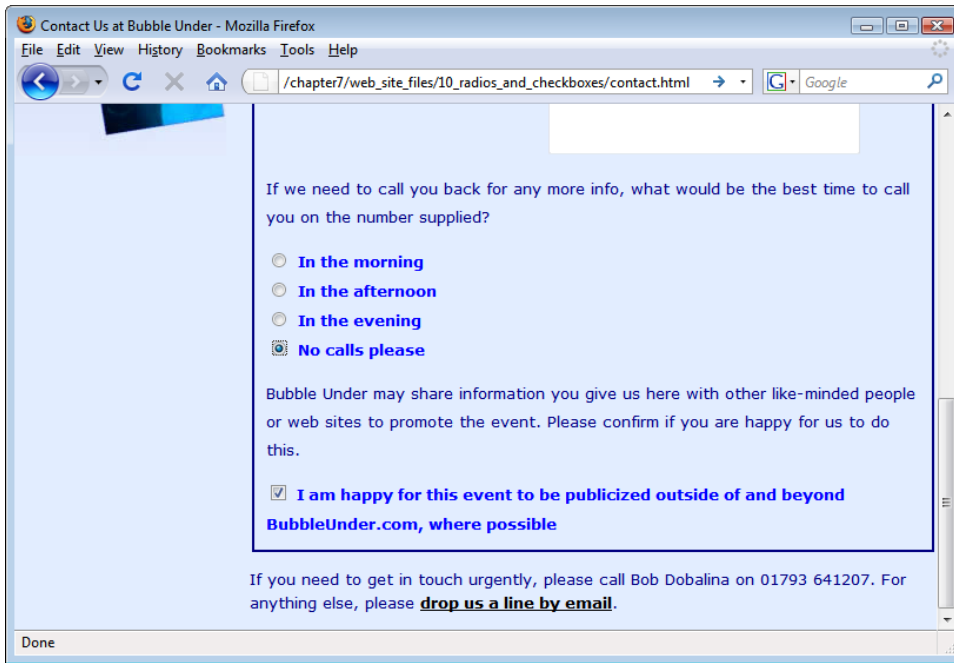 Contact Us at Bubble Under - Mozilla Firefox
File Edit View History Bookmarks Tools Help
/chapter7/web_site_files/10_radios_and_checkboxes/contact.html
G Google
If we need to call you back for any more info, what would be the best time to call
you on the number supplied?
In the morning
In the afternoon
In the evening
No calls please
Bubble Under may share information you give us here with other like-minded people
or web sites to promote the event. Please confirm if you are happy for us to do
this.
I am happy for this event to be publicized outside of and beyond
BubbleUnder.com, where possible
If you need to get in touch urgently, please call Bob Dobalina on 01793 641207. For
anything else, please drop us a line by email.
Done